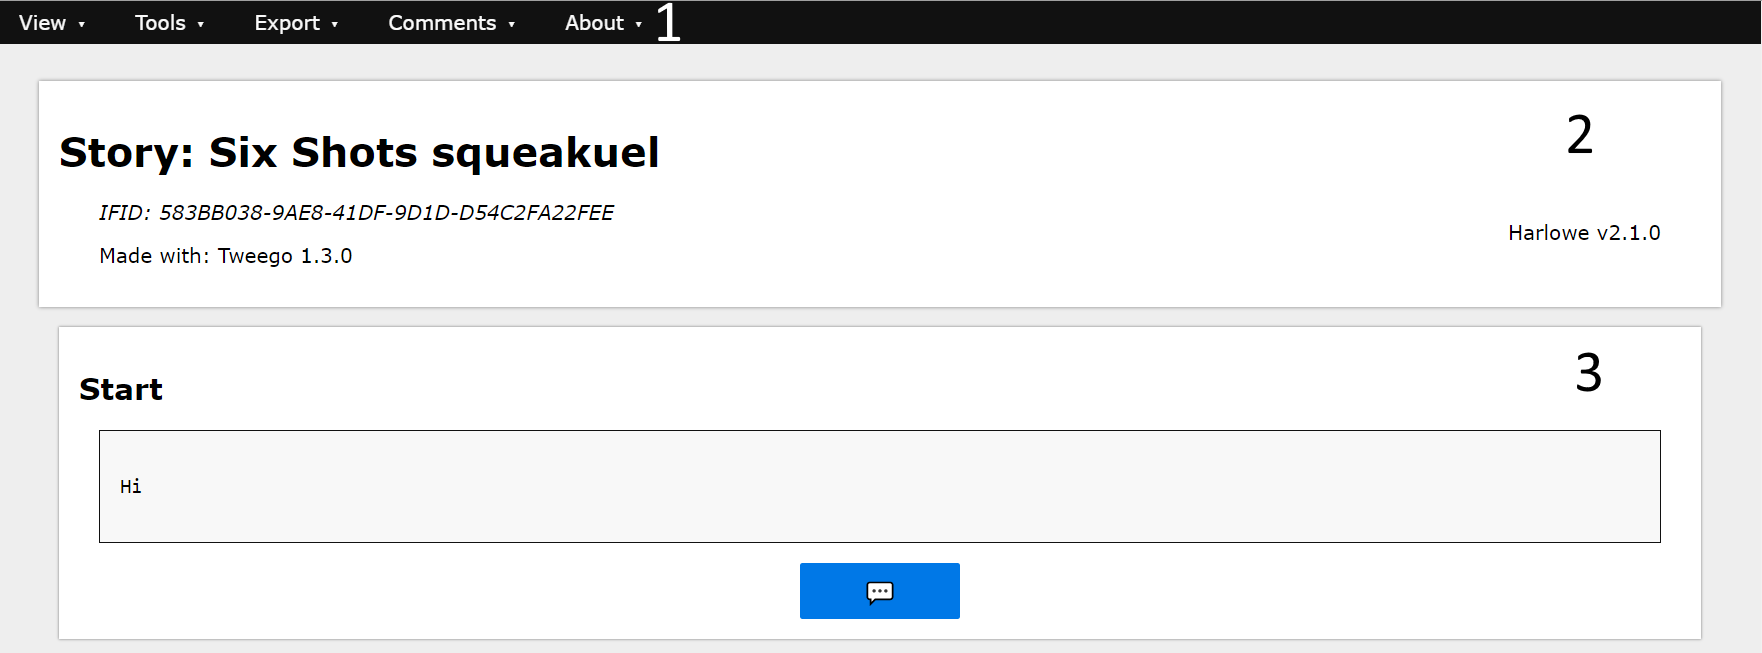 View ▾ Tools ▾ Export ▾ Comments ▾ About ▾ 1
Story: Six Shots squeakuel 2
IFID: 583BB038-9AE8-41DF-9D1D-D54C2FA22FEE
Harlowe v2.1.0
Made with: Tweego 1.3.0
Start 3
Hi